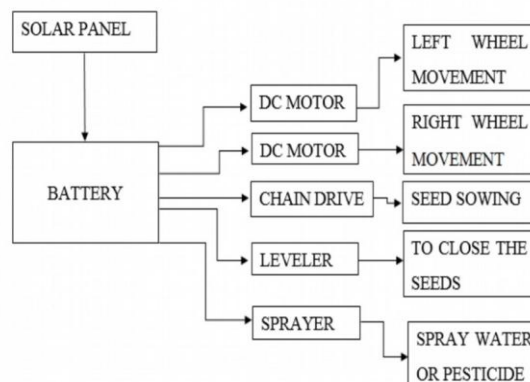 SOLAR PANEL
BATTERY
DC MOTOR
LEFT WHEEL
MOVEMENT
DC MOTOR
RIGHT WHEEL
MOVEMENT
CHAIN DRIVE
SEED SOWING
LEVELER
TO CLOSE THE
SEEDS
SPRAYER
SPRAY WATER
OR PESTICIDE